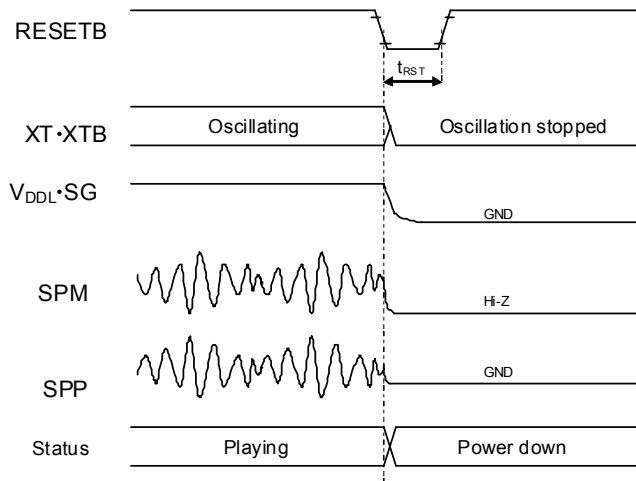 RESETB
tRST
XT•XTB Oscillating Oscillation stopped
VDDL•SG GND
SPM Hi-Z
SPP GND
Status Playing Power down